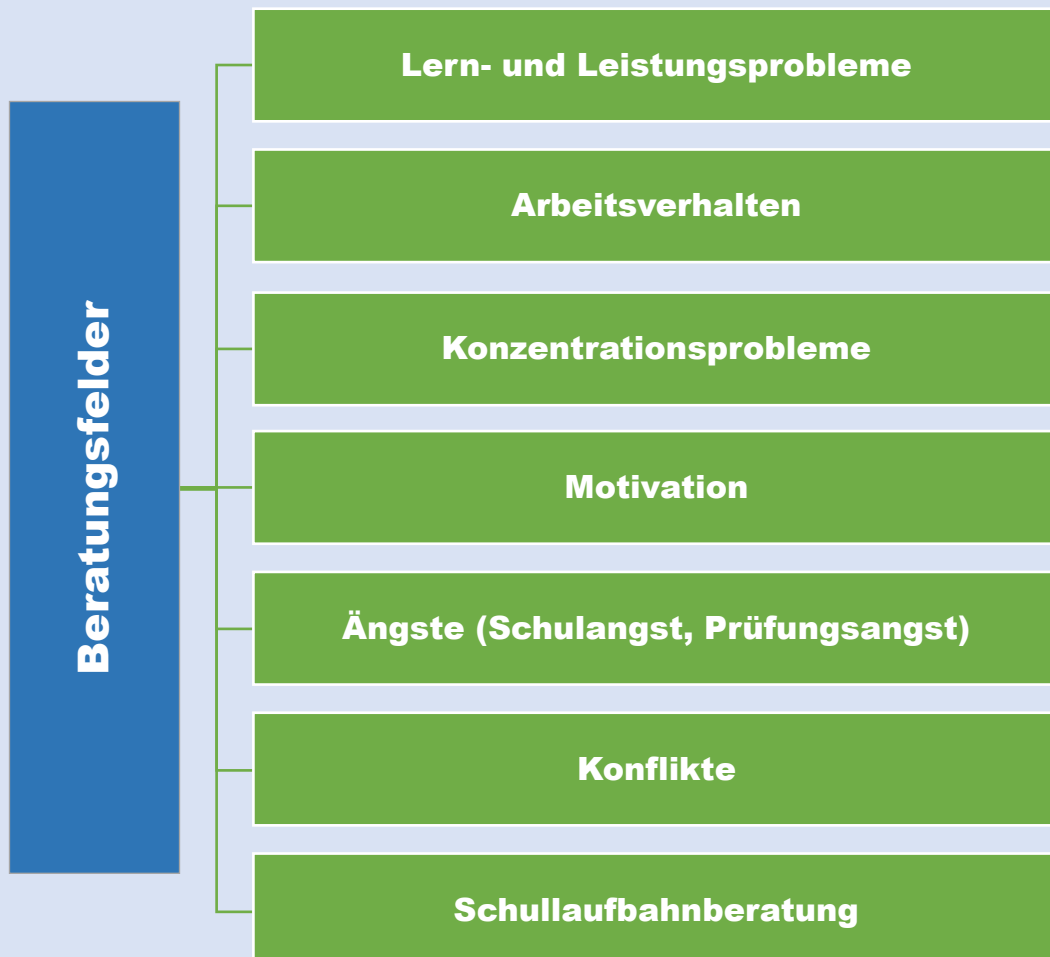 Beratungsfelder
Lern- und Leistungsprobleme
Arbeitsverhalten
Konzentrationsprobleme
Motivation
Ängste (Schulangst, Prüfungsangst)
Konflikte
Schullaufbahnberatung